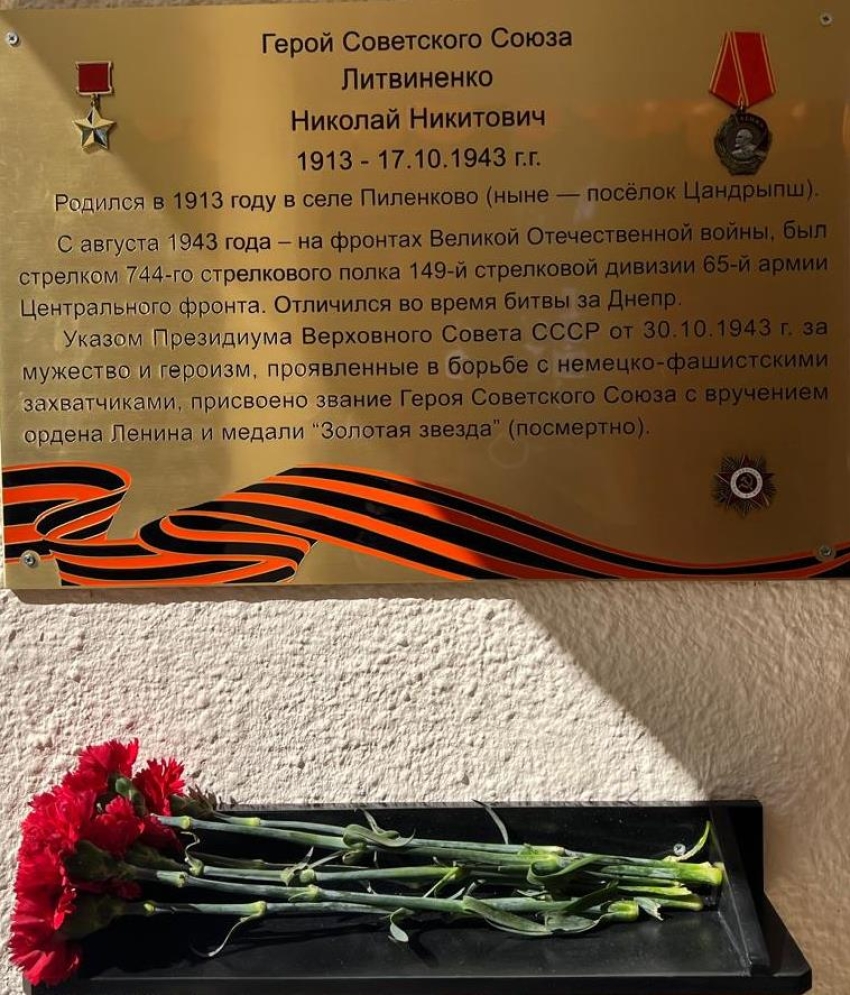 Герой Советского Союза
Литвиненко
Николай Никитович
1913 - 17.10.1943 г.г.
Родился в 1913 году в селе Пиленково (ныне — посёлок Цандрыпш).
С августа 1943 года – на фронтах Великой Отечественной войны, был
стрелком 744-го стрелкового полка 149-й стрелковой дивизии 65-й армии
Центрального фронта. Отличился во время битвы за Днепр.
Указом Президиума Верховного Совета СССР от 30.10.1943 г. за
мужество и героизм, проявленные в борьбе с немецко-фашистскими
захватчиками, присвоено звание Героя Советского Союза с вручением
ордена Ленина и медали “Золотая звезда” (посмертно).